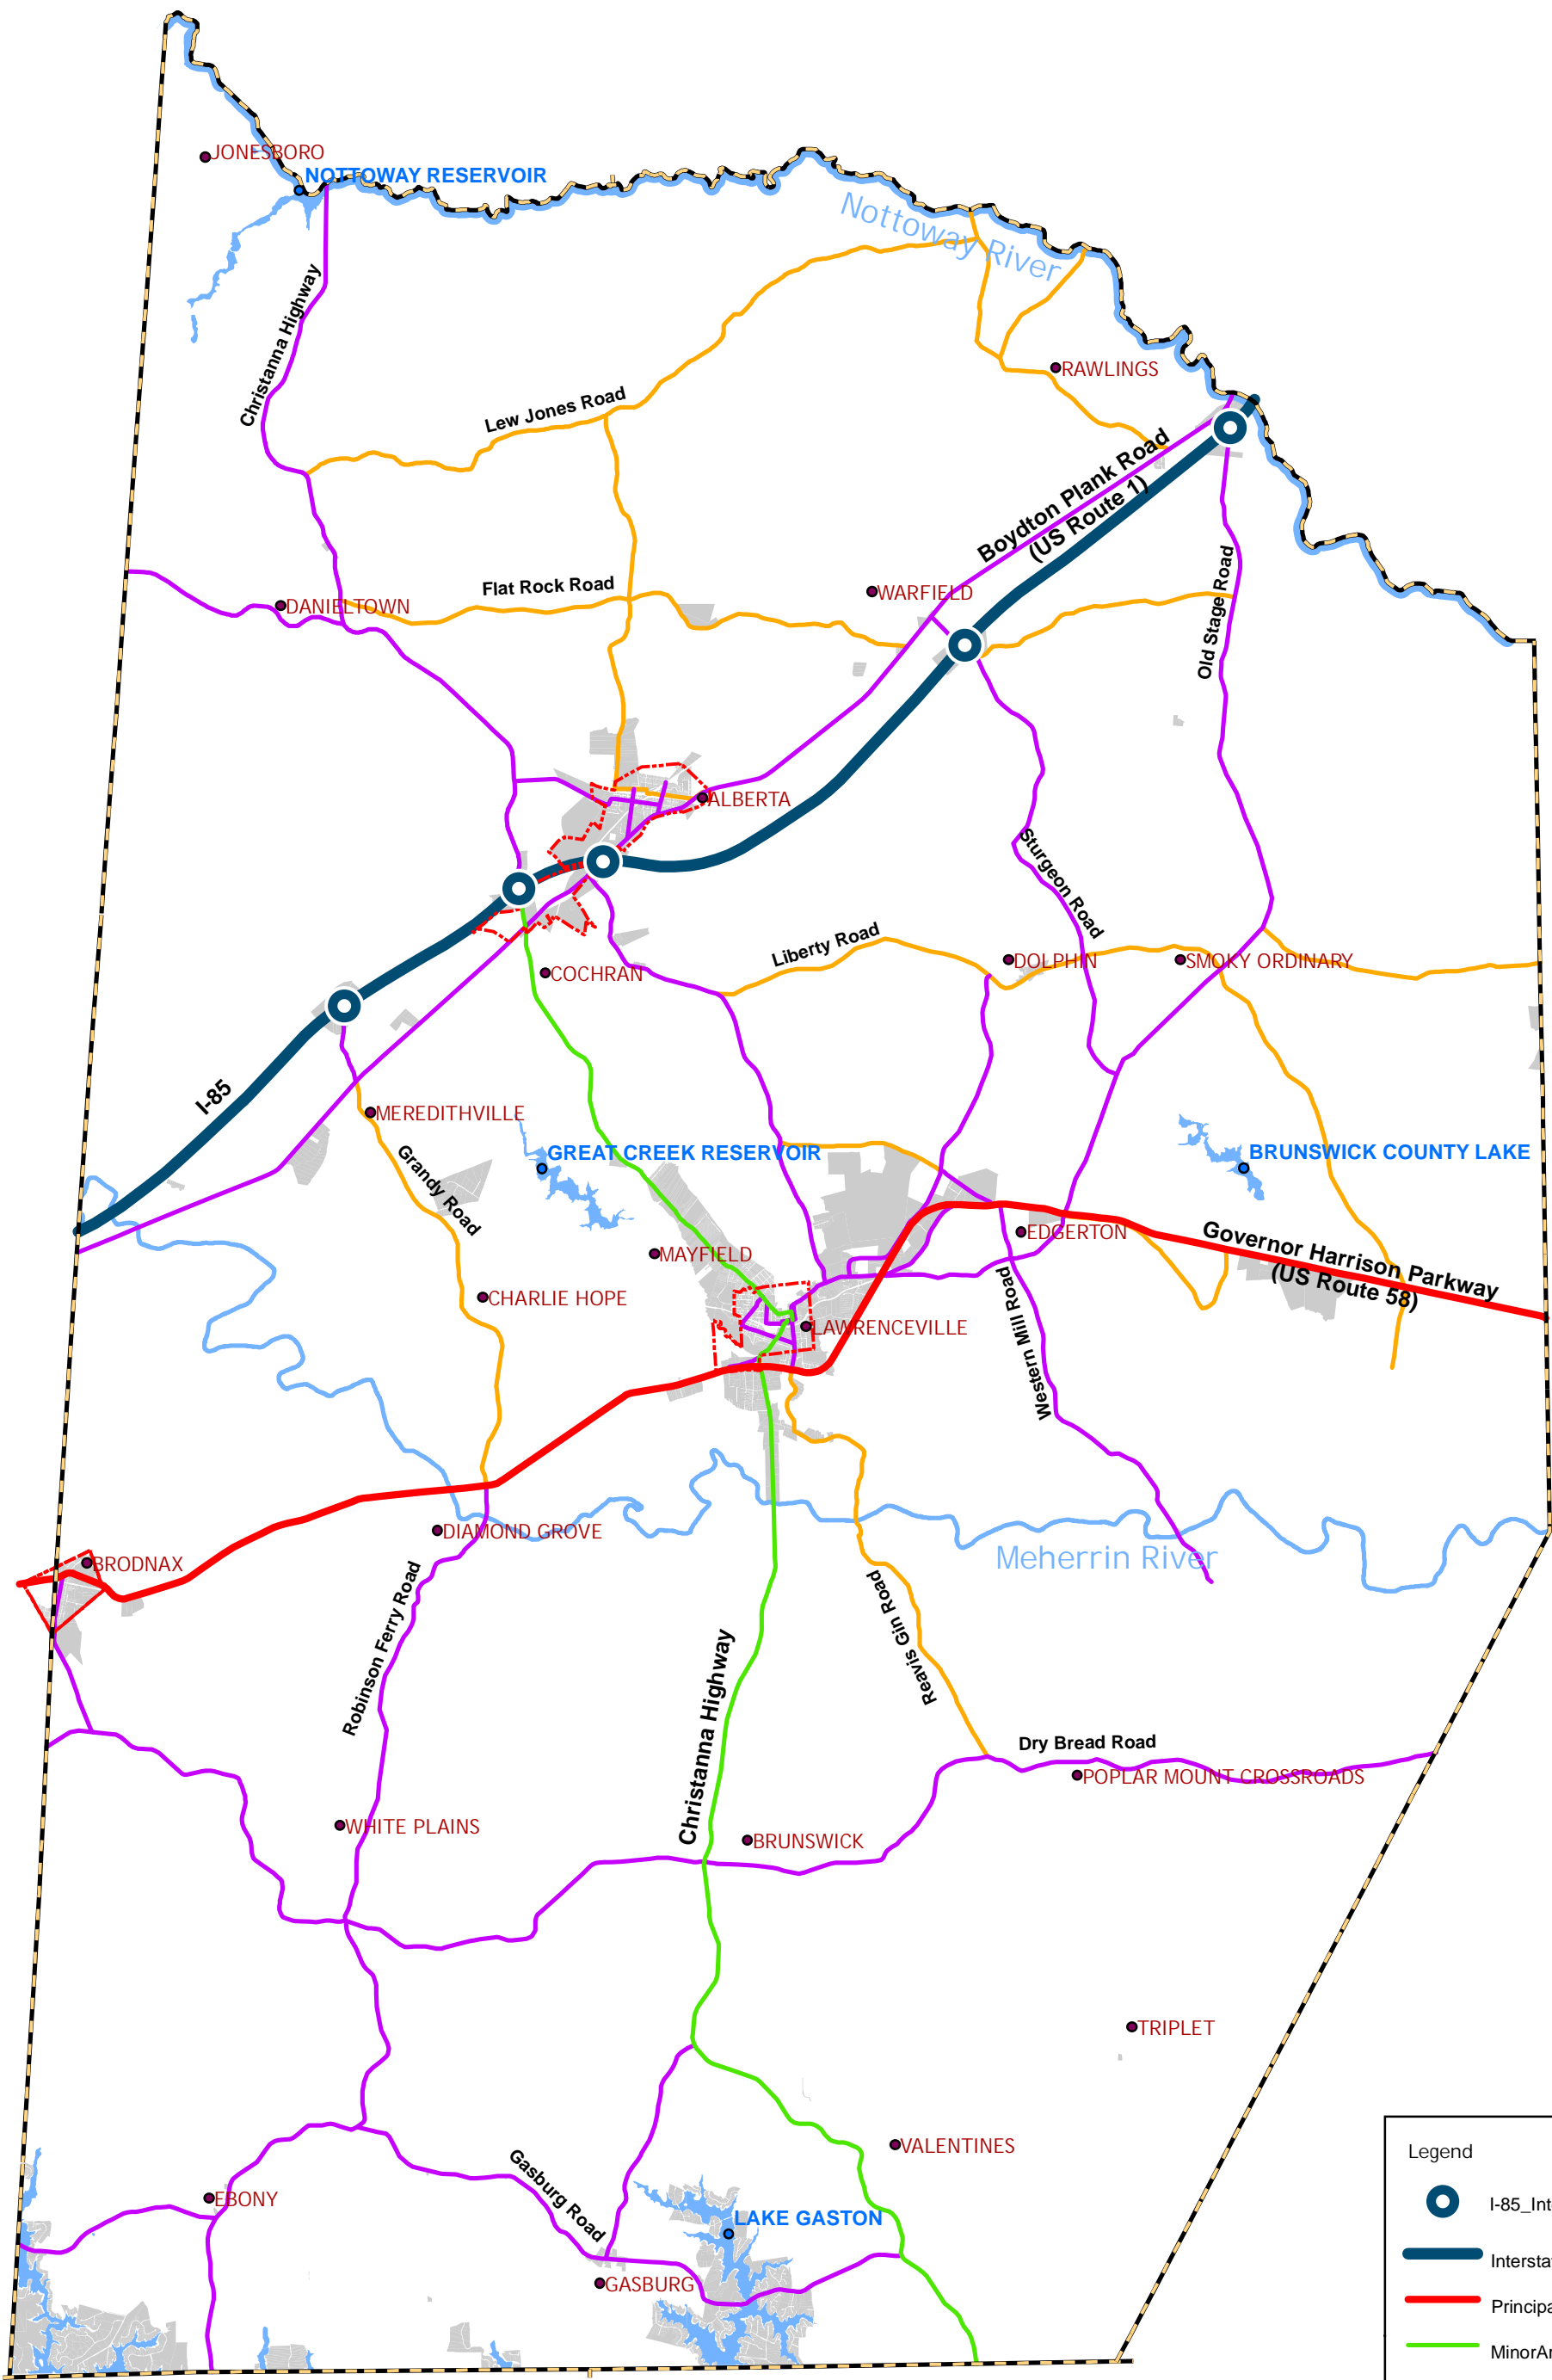 JONESBORO
NOTTOWAY RESERVOIR
Nottoway River
Christanna Highway
RAWLINGS
Lew Jones Road
Boydton Plank Road
(US Route 1)
Flat Rock Road
WARFIELD
DANIELTOWN
Old Stage Road
ALBERTA
Sturgeon Road
Liberty Road
COCHRAN
DOLPHIN
SMOKY ORDINARY
I-85
MEREDITHVILLE
GREAT CREEK RESERVOIR
BRUNSWICK COUNTY LAKE
Grandy Road
MAYFIELD
EDGERTON
Governor Harrison Parkway
(US Route 58)
CHARLIE HOPE
LAWRENCEVILLE
Western Mill Road
DIAMOND GROVE
BRODNAX
Meherrin River
Robinson Ferry Road
Reavis Gin Road
Christanna Highway
Dry Bread Road
POPLAR MOUNT CROSSROADS
WHITE PLAINS
BRUNSWICK
TRIPLET
VALENTINES
Gasburg Road
EBONY
LAKE GASTON
GASBURG
Legend
I-85_Int
Intersta
Principa
MinorAr